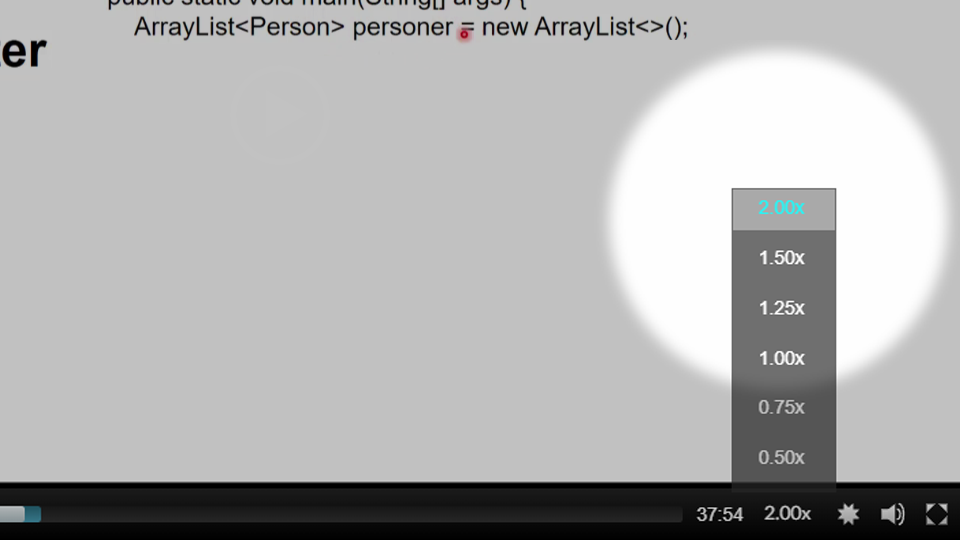 public static void main(String[] args) {
ArrayList<Person> personer = new ArrayList<>();
ter
2.00x
1.50x
1.25x
1.00x
0.75x
0.50x
37:54 2.00x